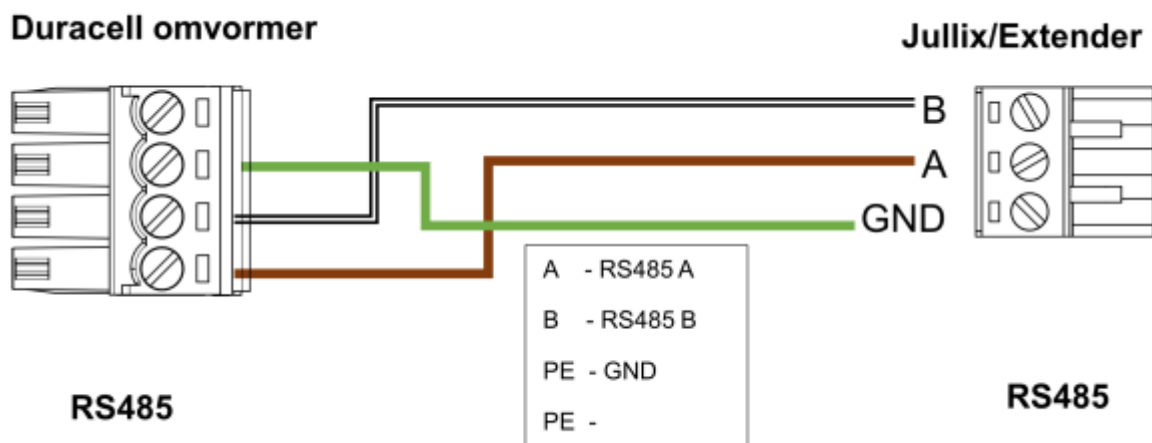 Duracell omvormer
Jullix/Extender
B
A
GND
A - RS485 A
B - RS485 B
PE - GND
PE -
RS485
RS485